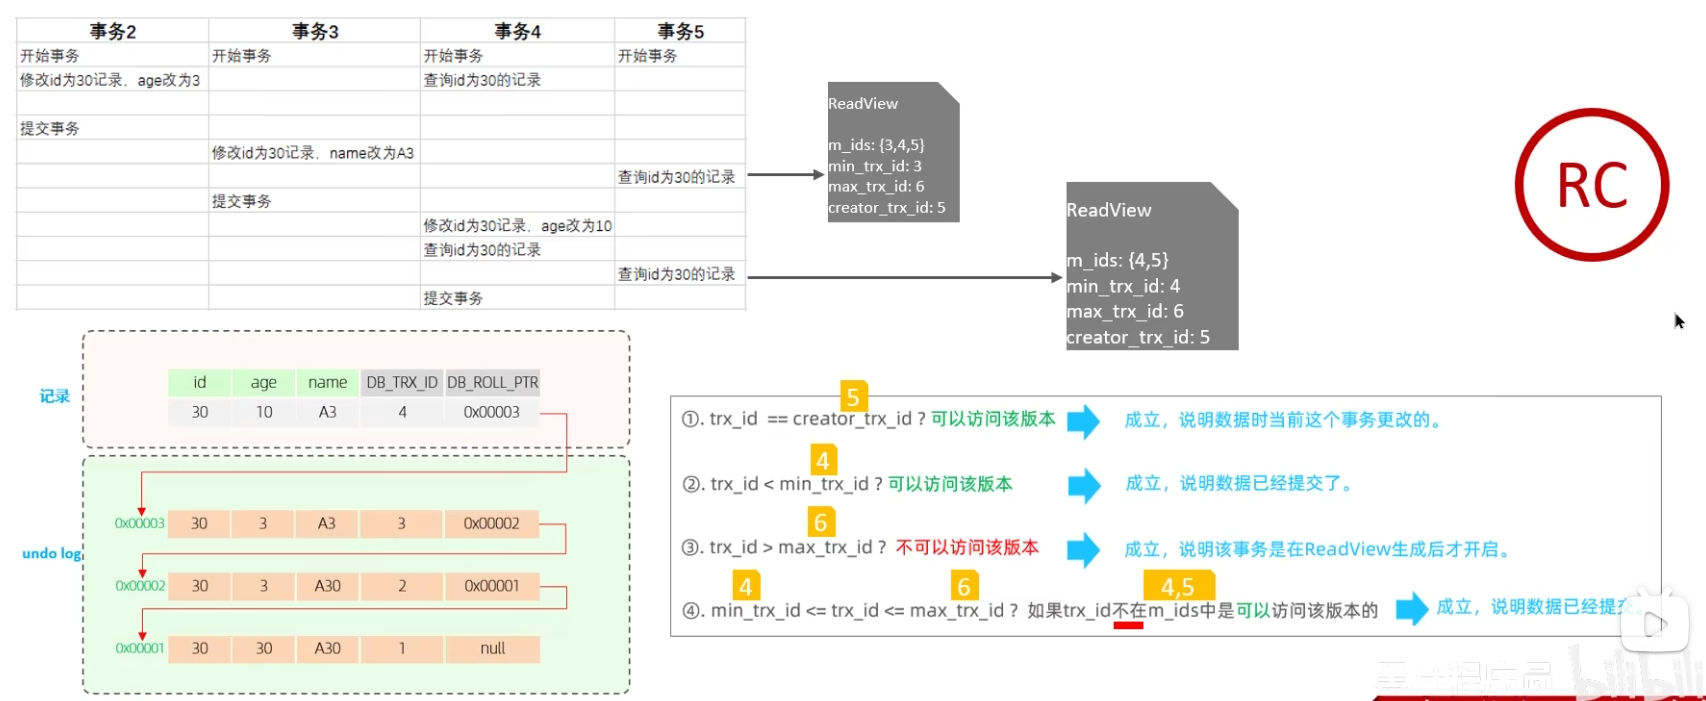 事务2 事务3 事务4 事务5
开始事务 开始事务 开始事务 开始事务
修改id为30记录，age改为3 查询id为30的记录
提交事务
修改id为30记录，name改为A3
查询id为30的记录
提交事务
修改id为30记录，age改为10
查询id为30的记录
查询id为30的记录
提交事务
ReadView
m_ids: {3,4,5}
min_trx_id: 3
max_trx_id: 6
creator_trx_id: 5
ReadView
m_ids: {4,5}
min_trx_id: 4
max_trx_id: 6
creator_trx_id: 5
RC
记录
id age name DB_TRX_ID DB_ROLL_PTR
30 10 A3 4 0x00003
undo log
0x00003 30 3 A3 3 0x00002
0x00002 30 3 A30 2 0x00001
0x00001 30 30 A30 1 null
5
①. trx_id == creator_trx_id ? 可以访问该版本 成立，说明数据时当前这个事务更改的。
4
②. trx_id < min_trx_id ? 可以访问该版本 成立，说明数据已经提交了。
6
③. trx_id > max_trx_id ? 不可以访问该版本 成立，说明该事务是在ReadView生成后才开启。
4 6 4,5
④. min_trx_id <= trx_id <= max_trx_id ? 如果trx_id不在m_ids中是可以访问该版本的 成立，说明数据已经提交
bilibili